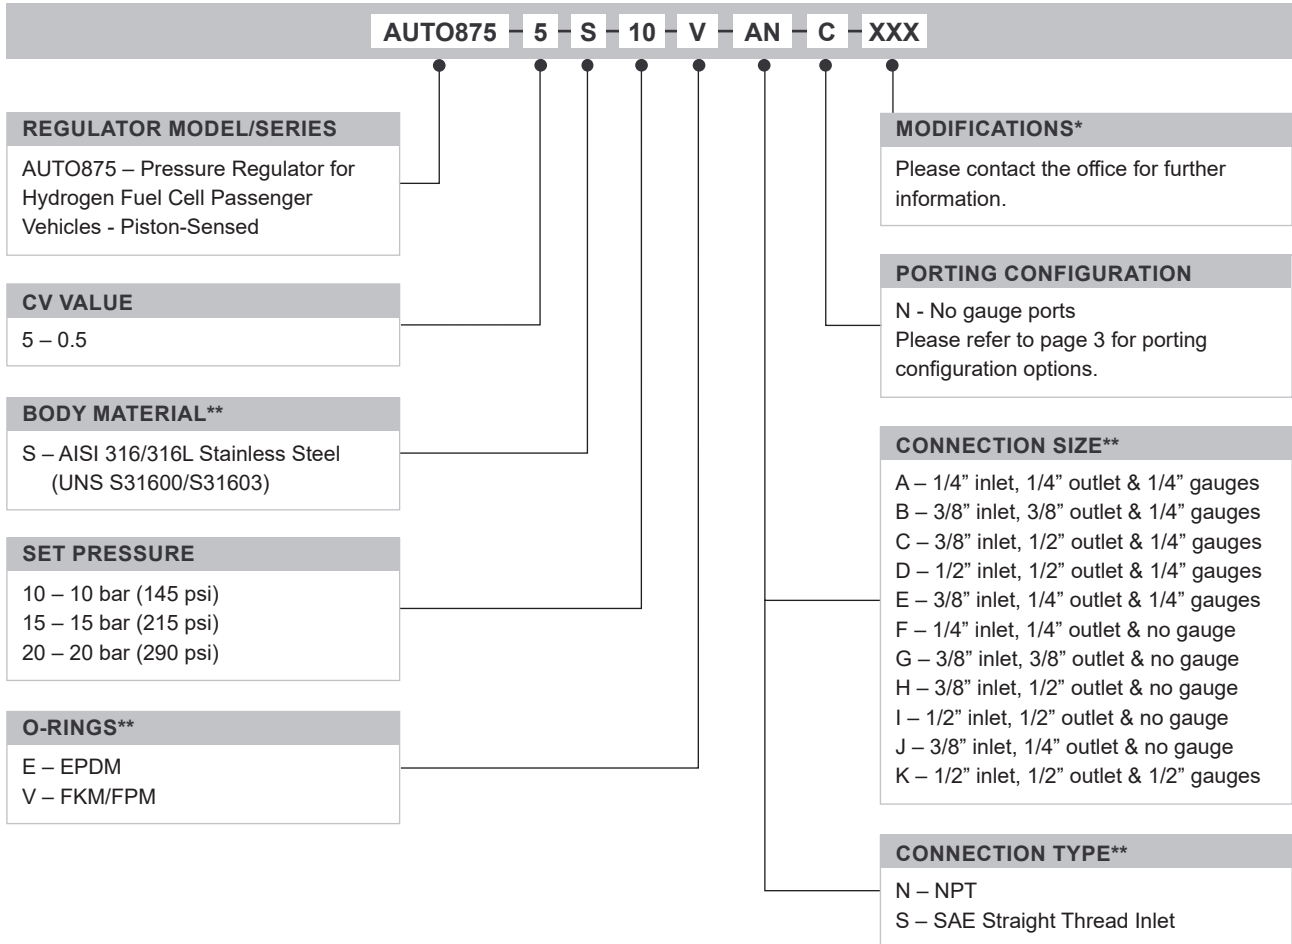 AUTO875 5 S 10 V AN C XXX
REGULATOR MODEL/SERIES
AUTO875 – Pressure Regulator for
Hydrogen Fuel Cell Passenger
Vehicles - Piston-Sensed
CV VALUE
5 – 0.5
BODY MATERIAL**
S – AISI 316/316L Stainless Steel
(UNS S31600/S31603)
SET PRESSURE
10 – 10 bar (145 psi)
15 – 15 bar (215 psi)
20 – 20 bar (290 psi)
O-RINGS**
E – EPDM
V – FKM/FPM
MODIFICATIONS*
Please contact the office for further
information.
PORTING CONFIGURATION
N - No gauge ports
Please refer to page 3 for porting
configuration options.
CONNECTION SIZE**
A – 1/4” inlet, 1/4” outlet & 1/4” gauges
B – 3/8” inlet, 3/8” outlet & 1/4” gauges
C – 3/8” inlet, 1/2” outlet & 1/4” gauges
D – 1/2” inlet, 1/2” outlet & 1/4” gauges
E – 3/8” inlet, 1/4” outlet & 1/4” gauges
F – 1/4” inlet, 1/4” outlet & no gauge
G – 3/8” inlet, 3/8” outlet & no gauge
H – 3/8” inlet, 1/2” outlet & no gauge
I – 1/2” inlet, 1/2” outlet & no gauge
J – 3/8” inlet, 1/4” outlet & no gauge
K – 1/2” inlet, 1/2” outlet & 1/2” gauges
CONNECTION TYPE**
N – NPT
S – SAE Straight Thread Inlet